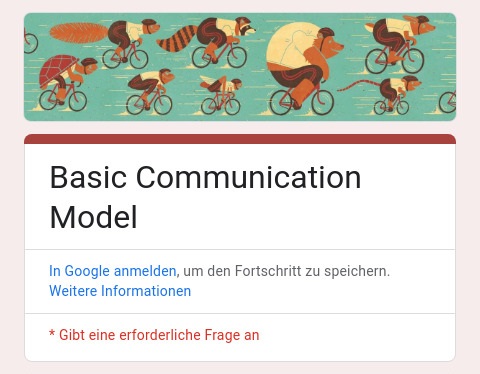 Basic Communication
Model
In Google anmelden, um den Fortschritt zu speichern.
Weitere Informationen
* Gibt eine erforderliche Frage an